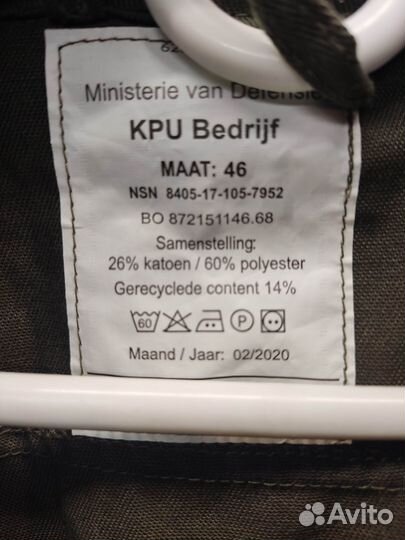 Ministerie van Defensie
KPU Bedrijf
MAAT: 46
NSN 8405-17-105-7952
BO 872151146.68
Samenstelling:
26% katoen / 60% polyester
Gerecyclede content 14%
60 P
Maand / Jaar: 02/2020
Avito